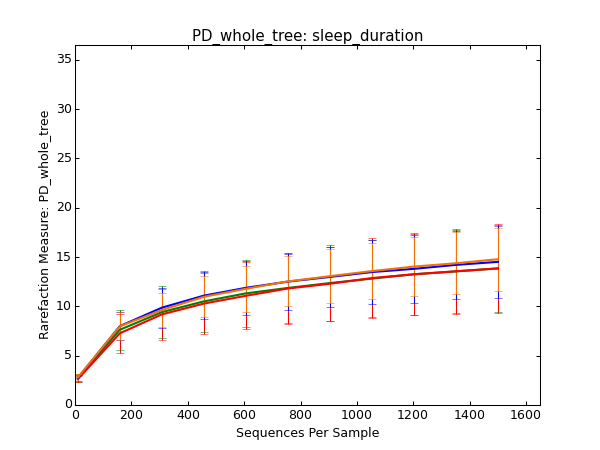 PD_whole_tree: sleep_duration
Rarefaction Measure: PD_whole_tree
35
30
25
20
15
10
5
0
0 200 400 600 800 1000 1200 1400 1600
Sequences Per Sample